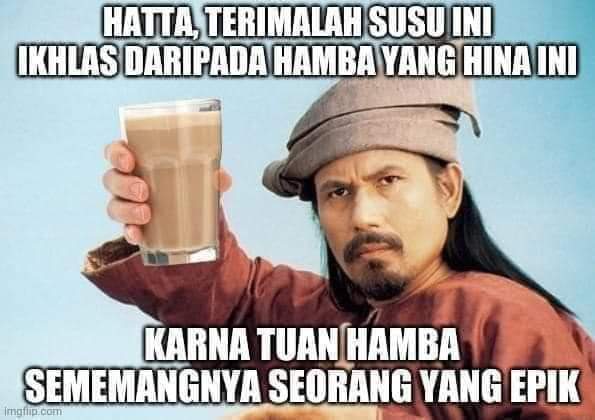 HATTA, TERIMALAH SUSU INI
IKHLAS DARIPADA HAMBA YANG HINA INI
KARNA TUAN HAMBA
SEMEMANGNYA SEORANG YANG EPIK
imgflip.com